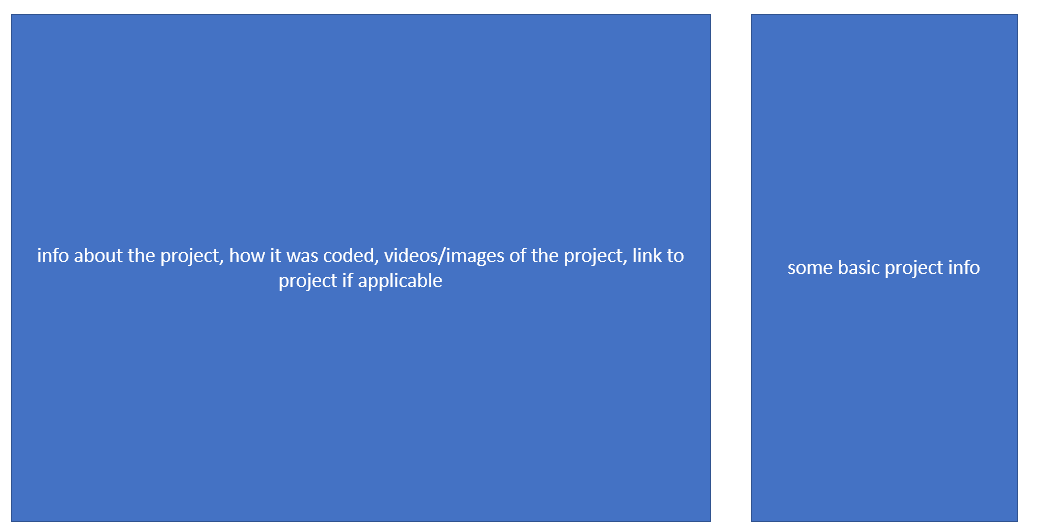 info about the project, how it was coded, videos/images of the project, link to
project if applicable
some basic project info